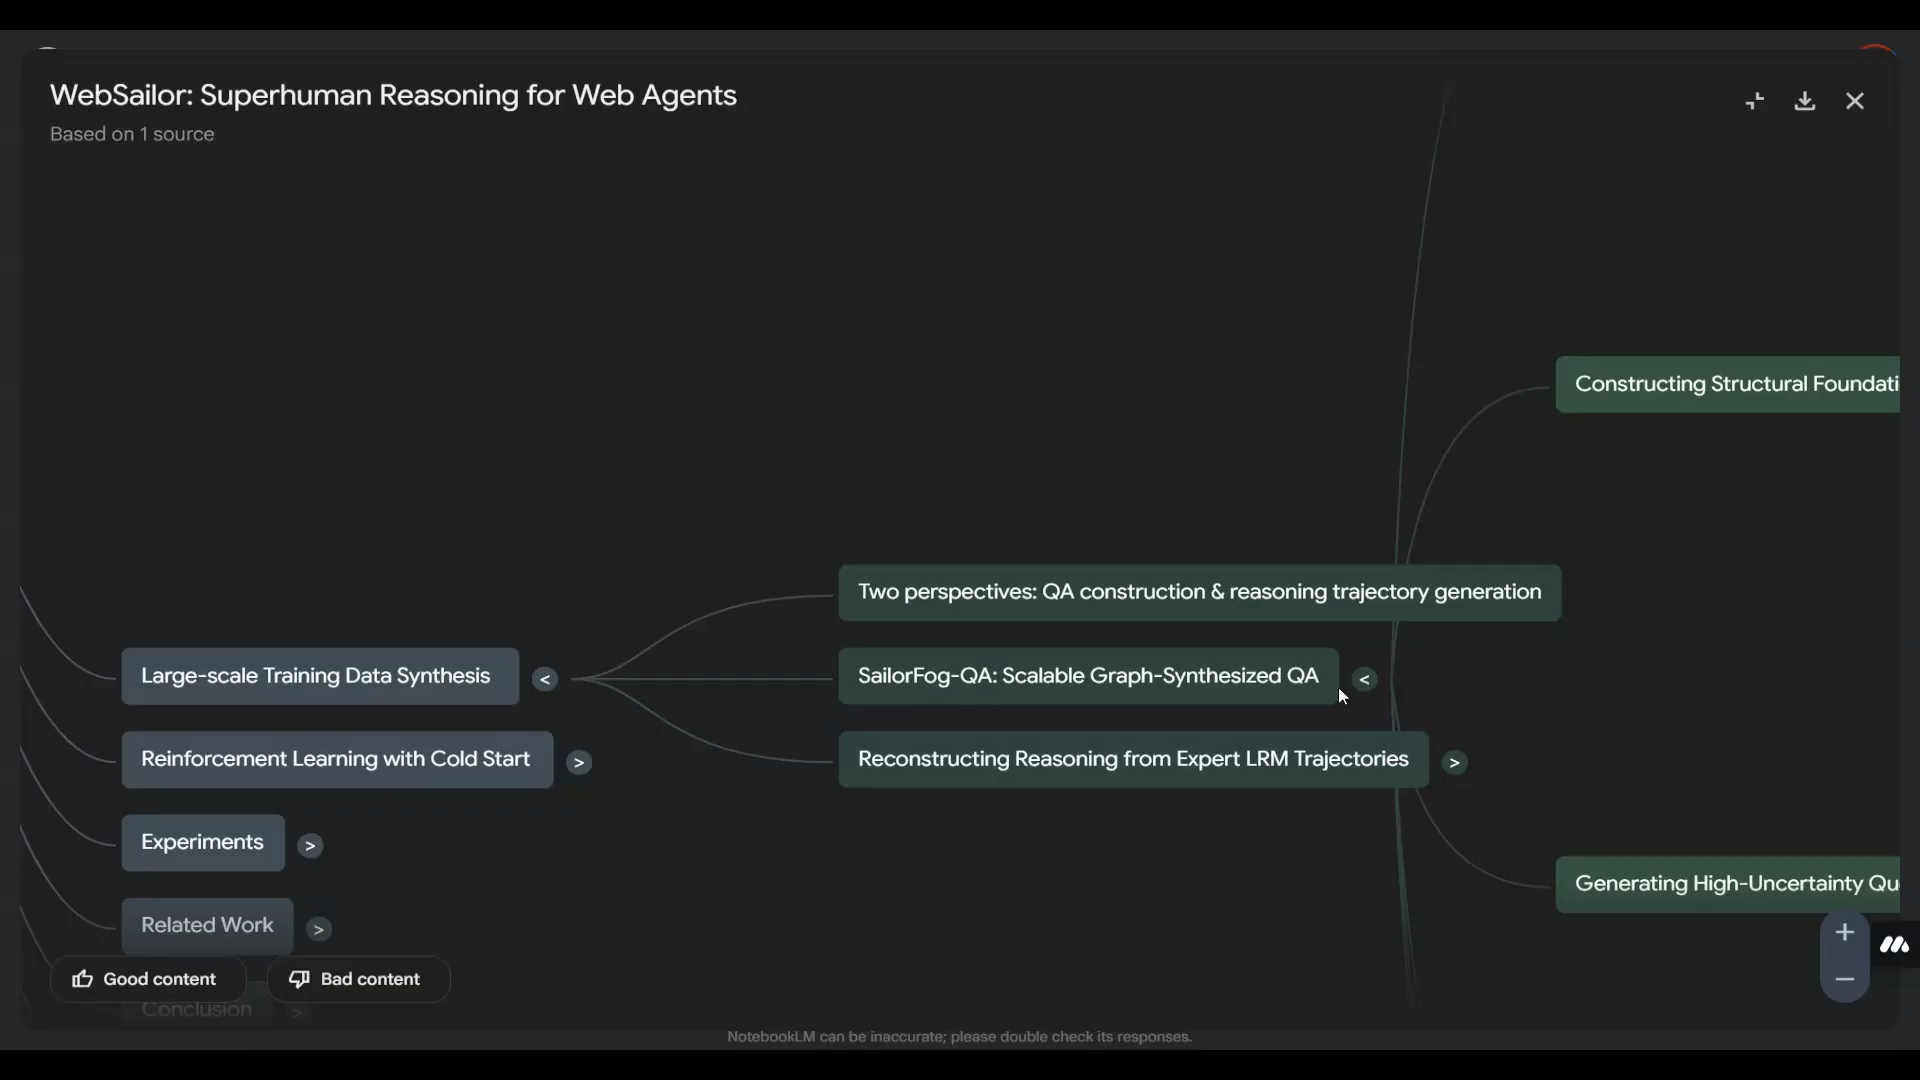 WebSailor: Superhuman Reasoning for Web Agents
Based on 1 source
Constructing Structural Foundati
Two perspectives: QA construction & reasoning trajectory generation
Large-scale Training Data Synthesis <
SailorFog-QA: Scalable Graph-Synthesized QA <
Reinforcement Learning with Cold Start >
Reconstructing Reasoning from Expert LRM Trajectories >
Experiments >
Generating High-Uncertainty Qu
Related Work >
Good content
Bad content
Conclusion >
NotebookLM can be inaccurate; please double check its responses.